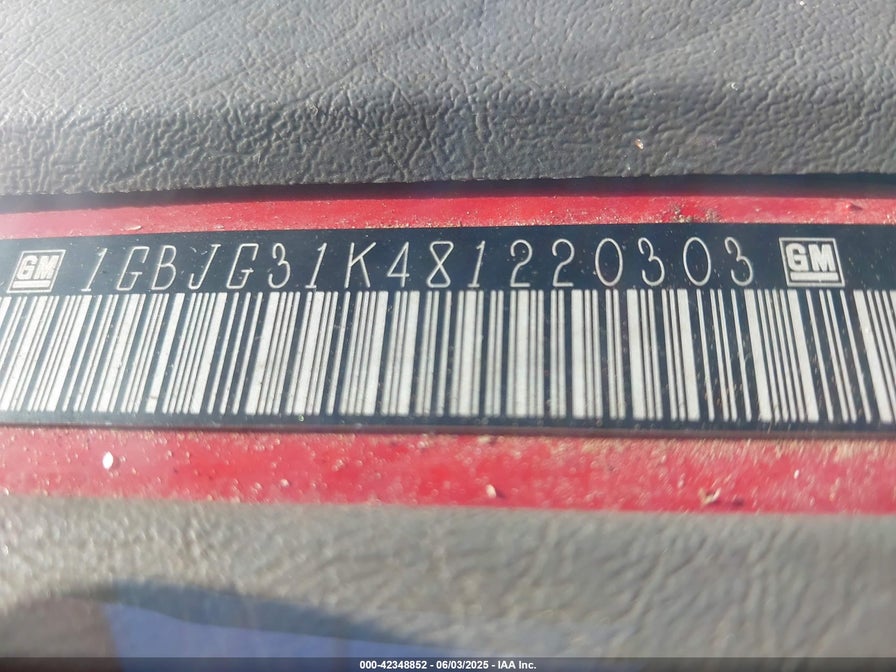 GM 1GBJG31K481220303 GM
000-42348852 - 06/03/2025 - IAA Inc.